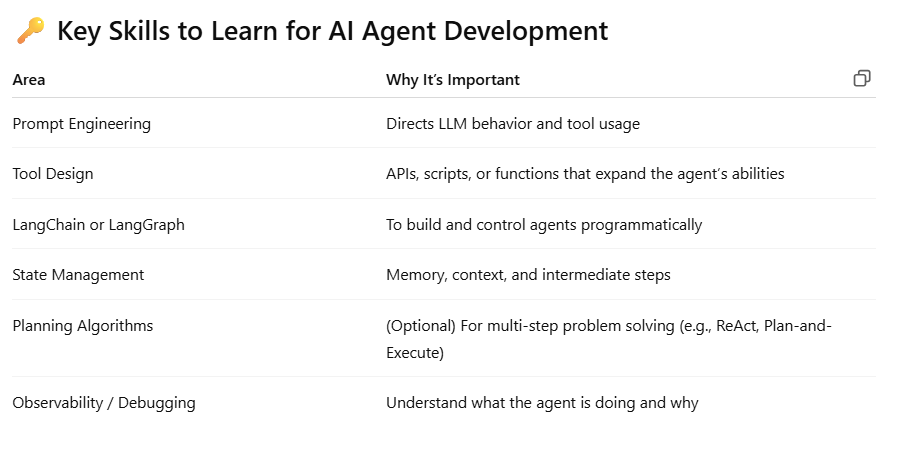 🔑 Key Skills to Learn for AI Agent Development
Area Why It’s Important
Prompt Engineering Directs LLM behavior and tool usage
Tool Design APIs, scripts, or functions that expand the agent’s abilities
LangChain or LangGraph To build and control agents programmatically
State Management Memory, context, and intermediate steps
Planning Algorithms (Optional) For multi-step problem solving (e.g., ReAct, Plan-and-
Execute)
Observability / Debugging Understand what the agent is doing and why